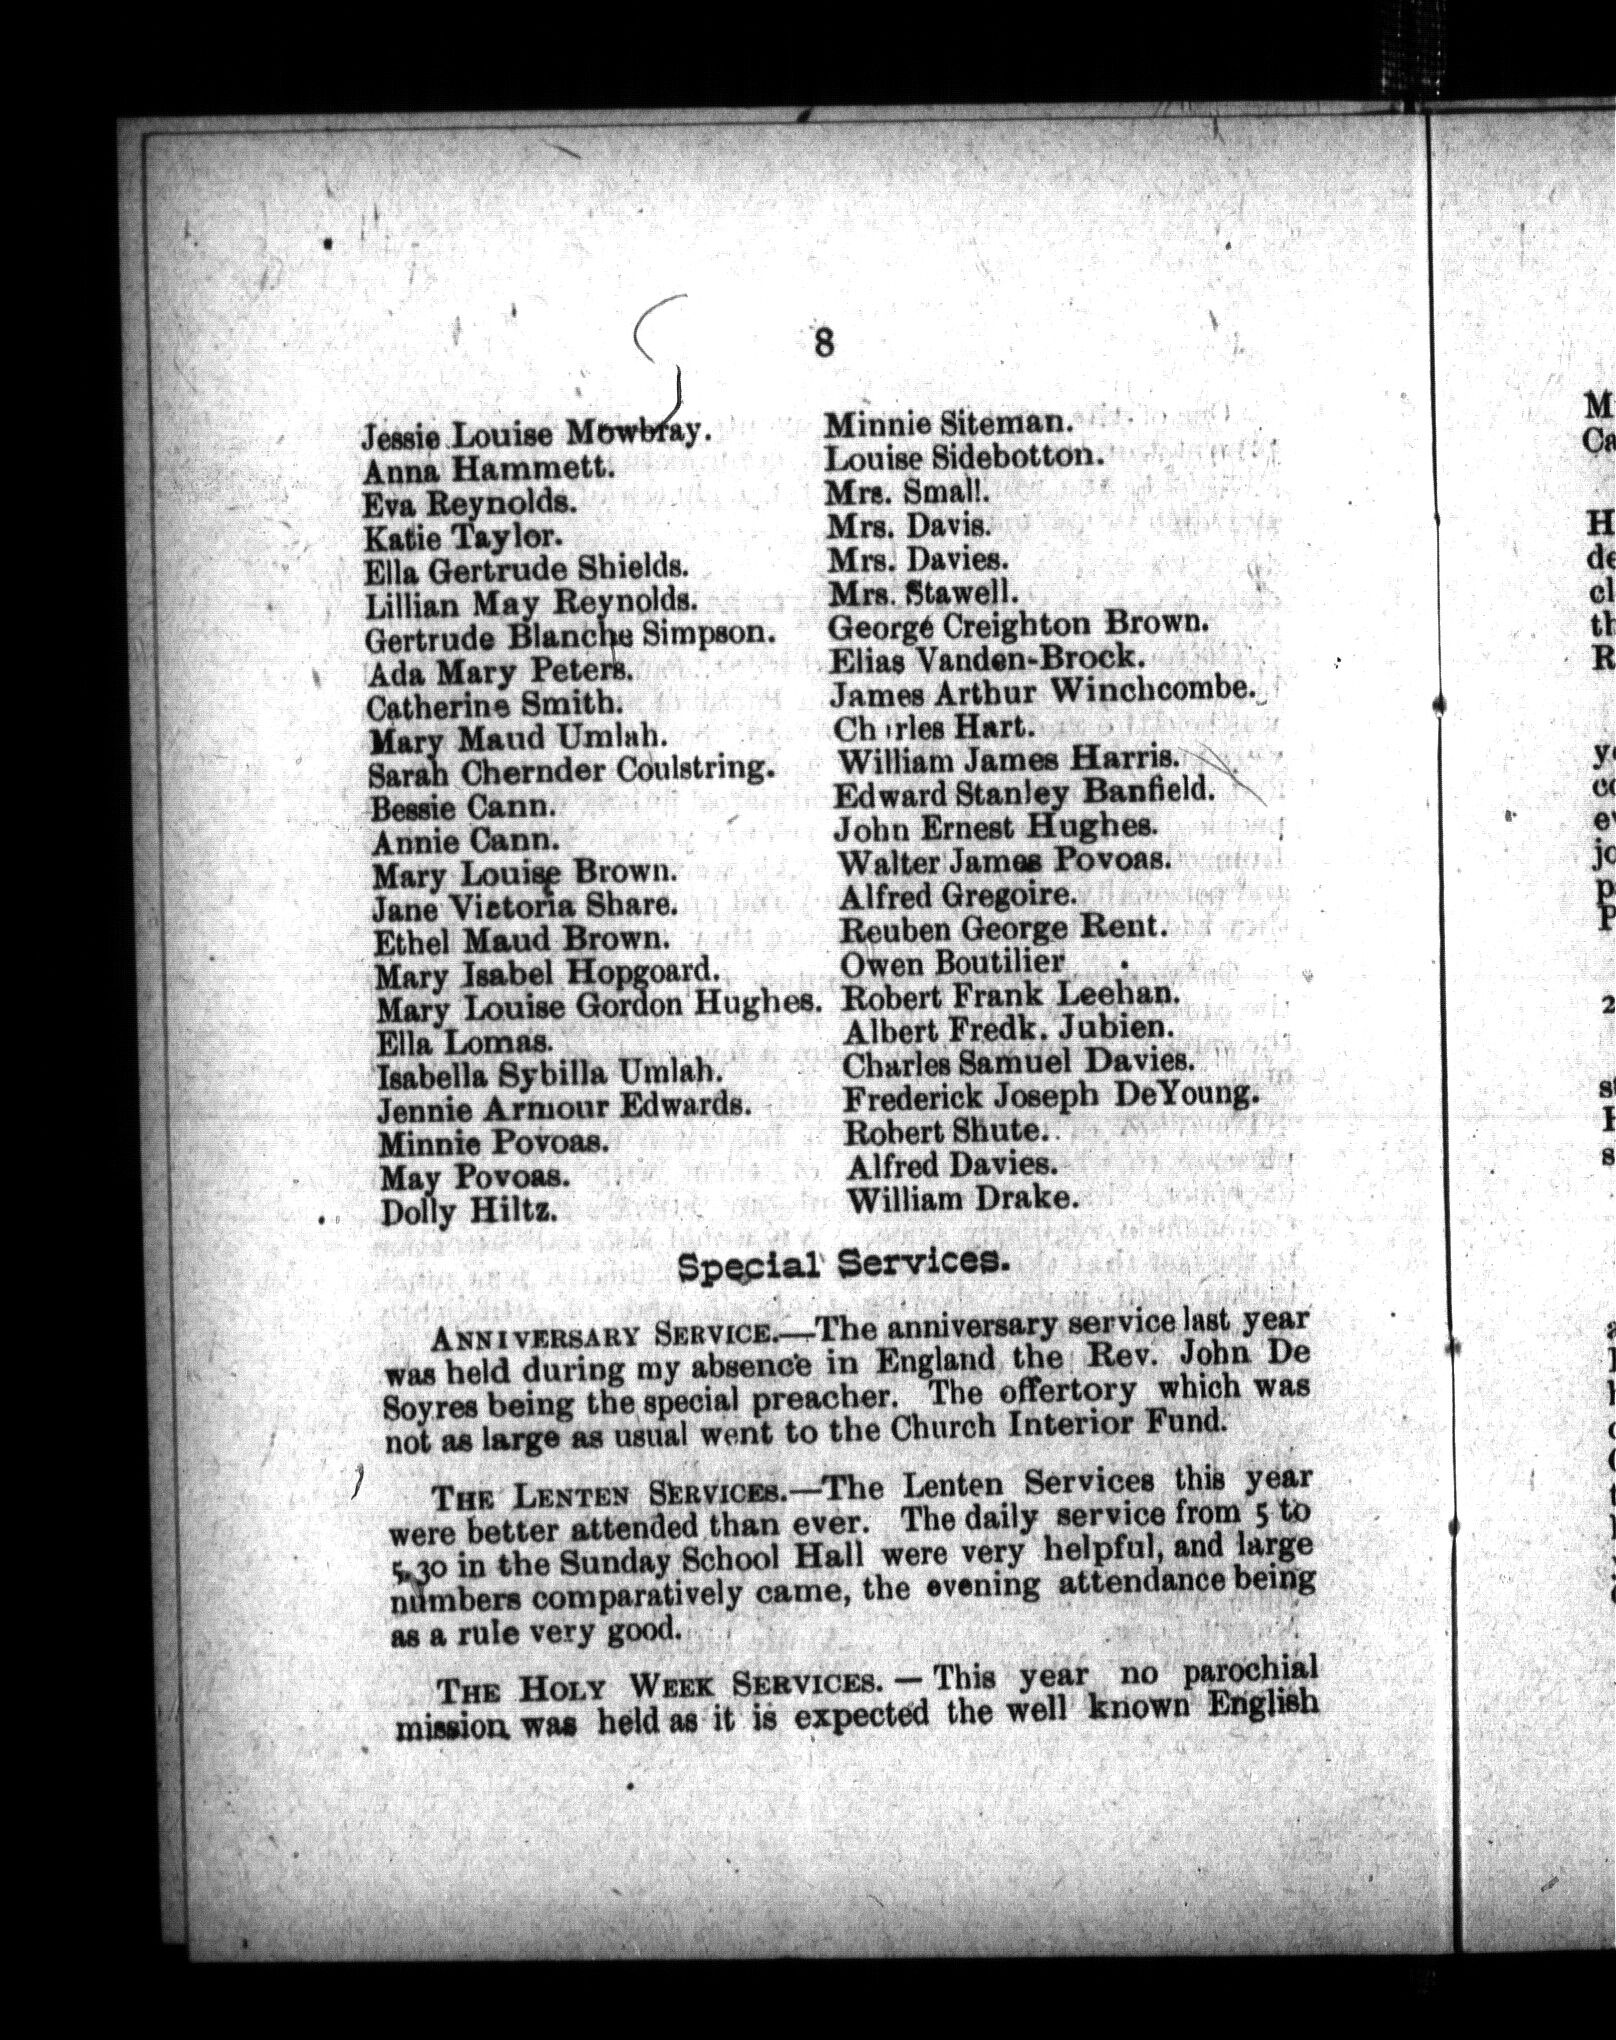 8
Jessie Louise Mowbray.
Anna Hammett.
Eva Reynolds.
Katie Taylor.
Ella Gertrude Shields.
Lillian May Reynolds.
Gertrude Blanche Simpson.
Ada Mary Peters.
Catherine Smith.
Mary Maud Umlah.
Sarah Chernder Coulstring.
Bessie Cann.
Annie Cann.
Mary Louise Brown.
Jane Victoria Share.
Ethel Maud Brown.
Mary Isabel Hopgoard.
Mary Louise Gordon Hughes.
Ella Lomas.
Isabella Sybilla Umlah.
Jennie Armour Edwards.
Minnie Povoas.
May Povoas.
Dolly Hiltz.
Minnie Siteman.
Louise Sidebotton.
Mrs. Small.
Mrs. Davis.
Mrs. Davies.
Mrs. Stawell.
George Creighton Brown.
Elias Vanden-Brock.
James Arthur Winchcombe.
Charles Hart.
William James Harris.
Edward Stanley Banfield.
John Ernest Hughes.
Walter James Povoas.
Alfred Gregoire.
Reuben George Rent.
Owen Boutilier
Robert Frank Leehan.
Albert Fredk. Jubien.
Charles Samuel Davies.
Frederick Joseph DeYoung.
Robert Shute.
Alfred Davies.
William Drake.
Special Services.
ANNIVERSARY SERVICE.—The anniversary service last year
was held during my absence in England the Rev. John De
Soyres being the special preacher. The offertory which was
not as large as usual went to the Church Interior Fund.
THE LENTEN SERVICES.—The Lenten Services this year
were better attended than ever. The daily service from 5 to
5.30 in the Sunday School Hall were very helpful, and large
numbers comparatively came, the evening attendance being
as a rule very good.
THE HOLY WEEK SERVICES. — This year no parochial
mission was held as it is expected the well known English